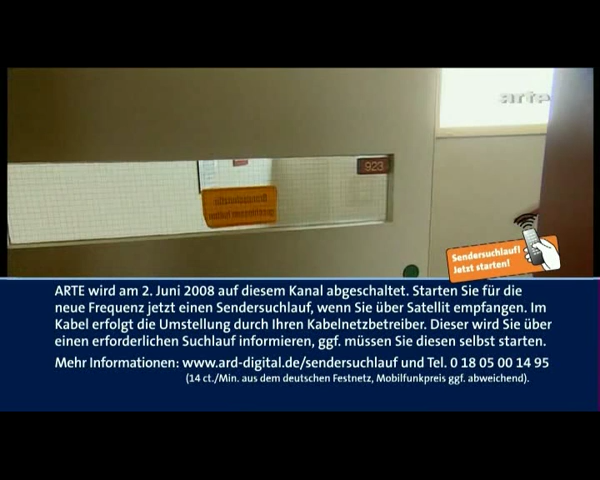 arte
923
Sendersuchlauf!
Jetzt starten!
ARTE wird am 2. Juni 2008 auf diesem Kanal abgeschaltet. Starten Sie für die
neue Frequenz jetzt einen Sendersuchlauf, wenn Sie über Satellit empfangen. Im
Kabel erfolgt die Umstellung durch Ihren Kabelnetzbetreiber. Dieser wird Sie über
einen erforderlichen Suchlauf informieren, ggf. müssen Sie diesen selbst starten.
Mehr Informationen: www.ard-digital.de/sendersuchlauf und Tel. 0 18 05 00 14 95
(14 ct./Min. aus dem deutschen Festnetz, Mobilfunkpreis ggf. abweichend).